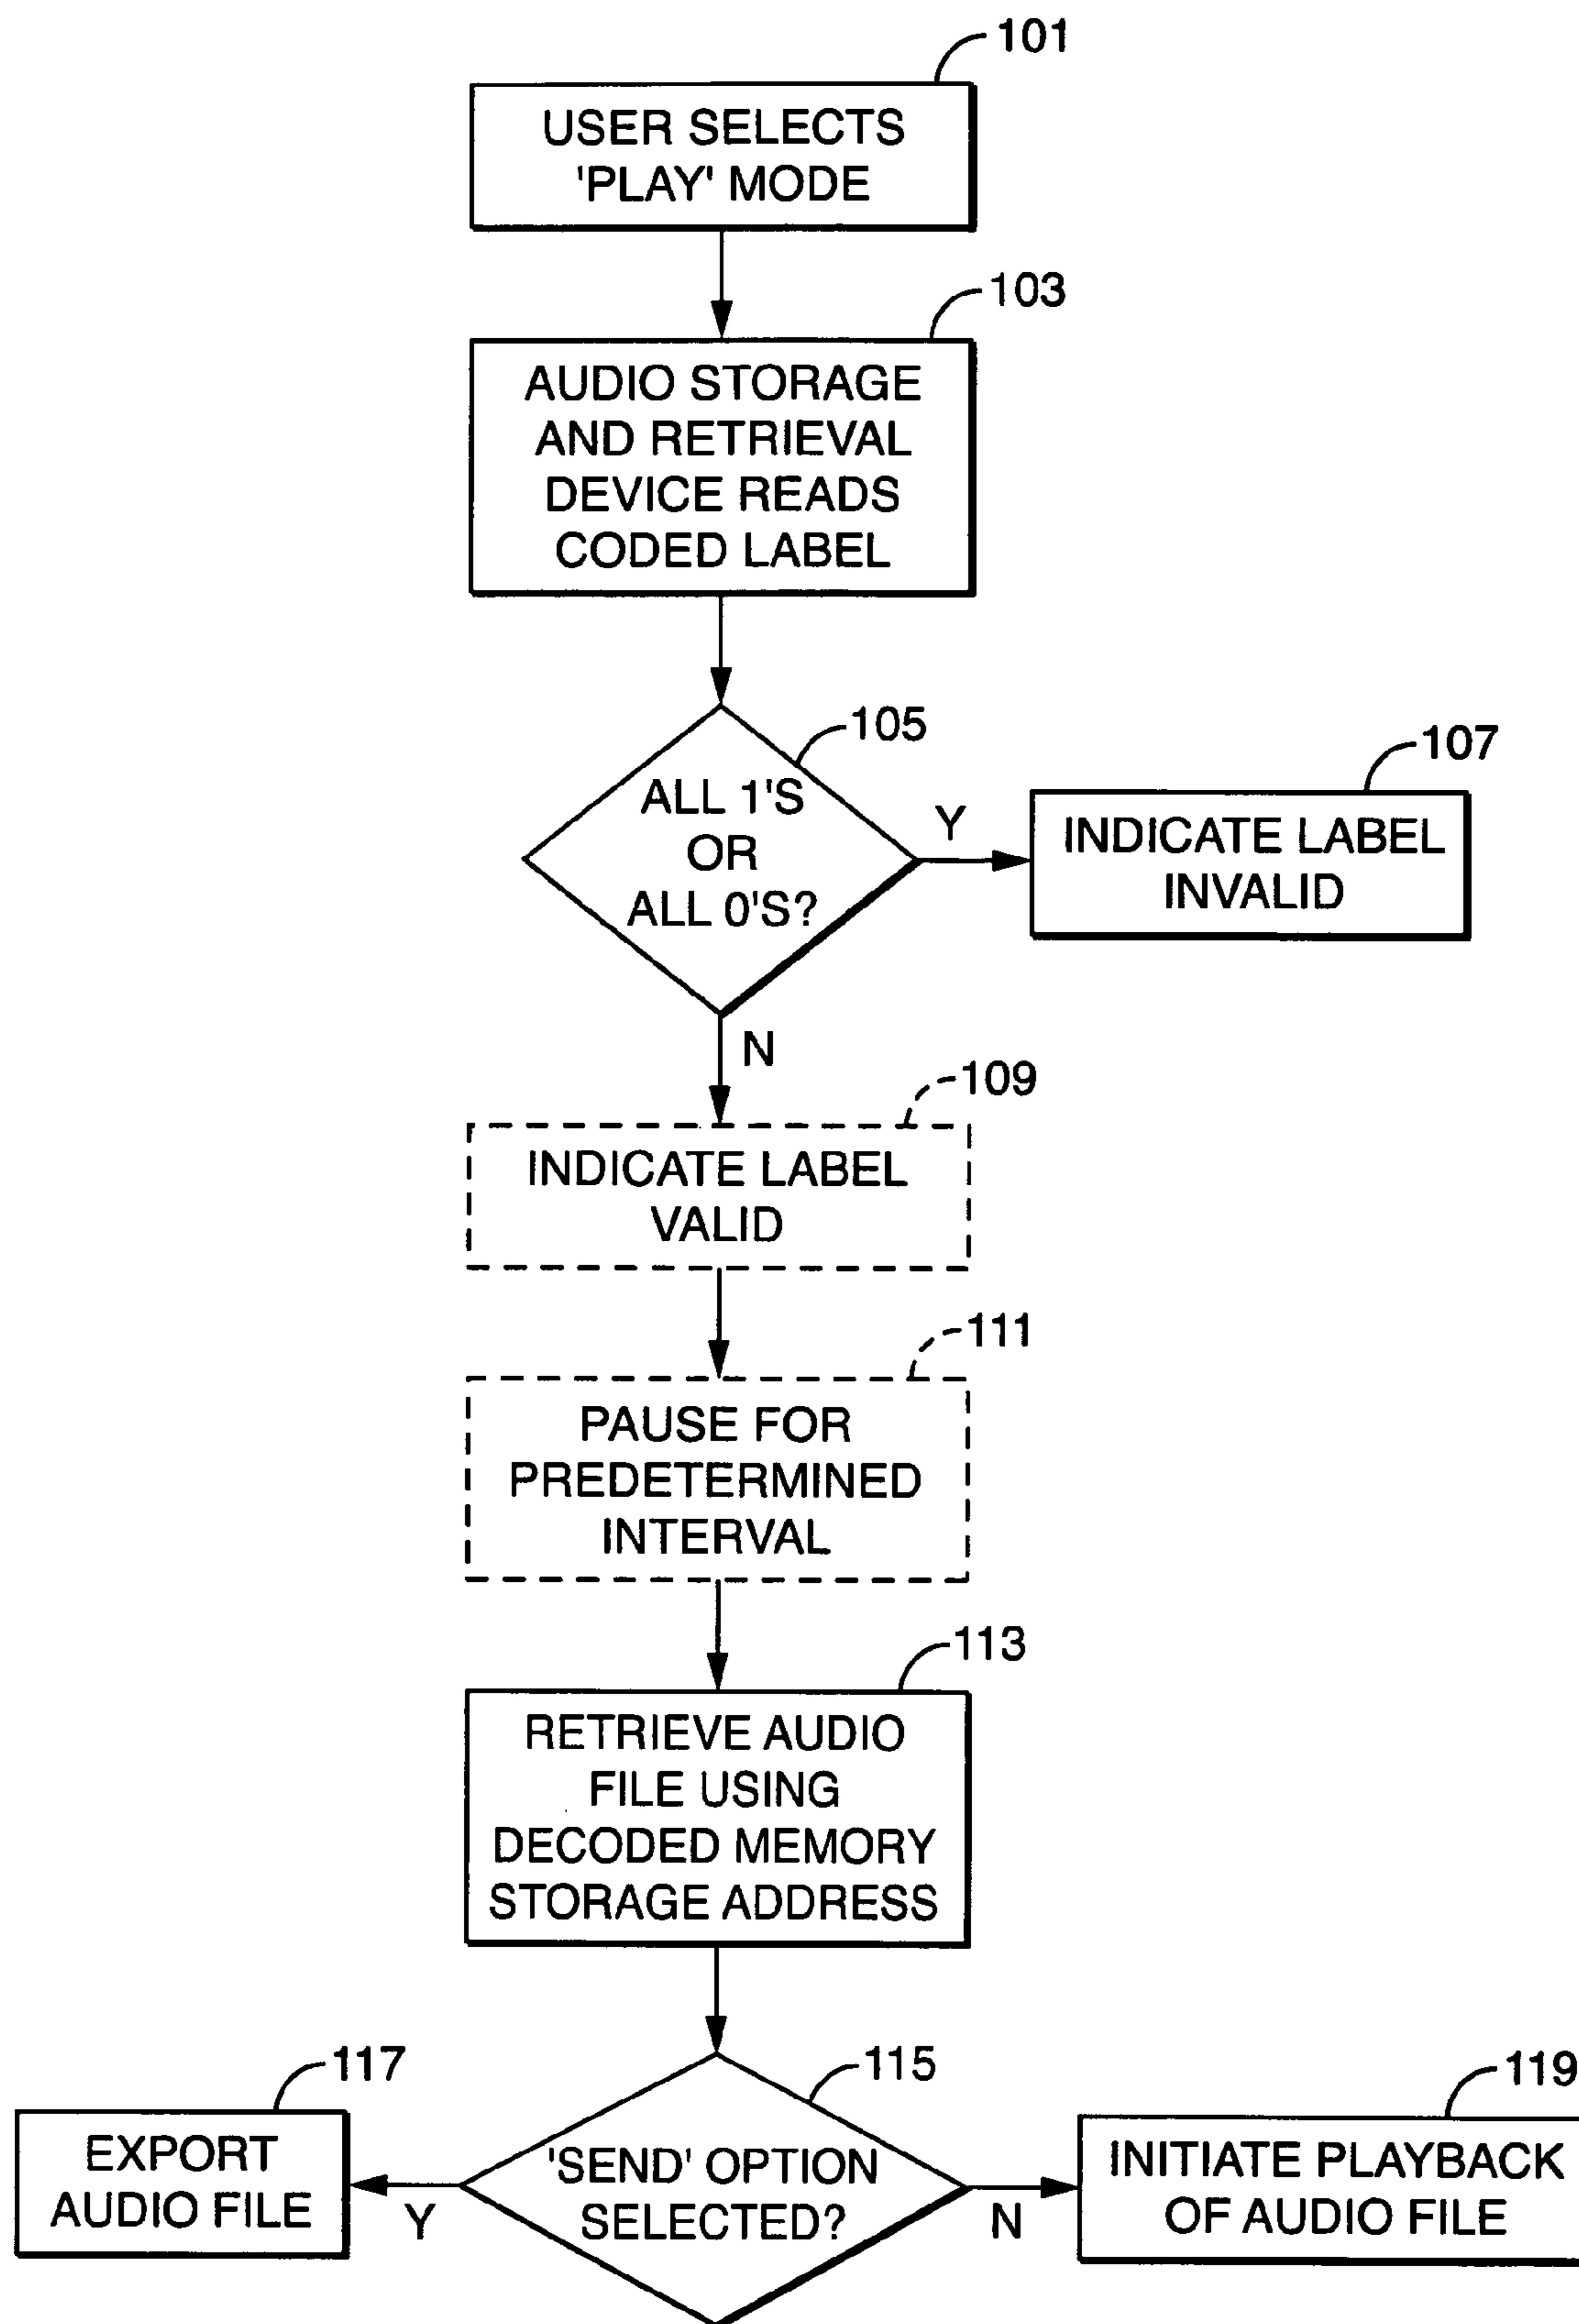 101
USER SELECTS
'PLAY' MODE
103
AUDIO STORAGE
AND RETRIEVAL
DEVICE READS
CODED LABEL
105
ALL 1'S
OR
ALL 0'S?
Y
107
INDICATE LABEL
INVALID
N
109
INDICATE LABEL
VALID
111
PAUSE FOR
PREDETERMINED
INTERVAL
113
RETRIEVE AUDIO
FILE USING
DECODED MEMORY
STORAGE ADDRESS
115
'SEND' OPTION
SELECTED?
117
EXPORT
AUDIO FILE
Y
N
119
INITIATE PLAYBACK
OF AUDIO FILE